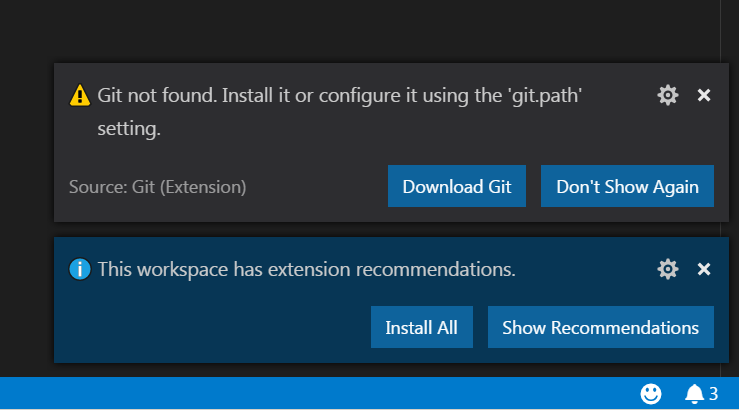 Git not found. Install it or configure it using the 'git.path'
setting.
Source: Git (Extension)
Download Git
Don't Show Again
This workspace has extension recommendations.
Install All
Show Recommendations
3